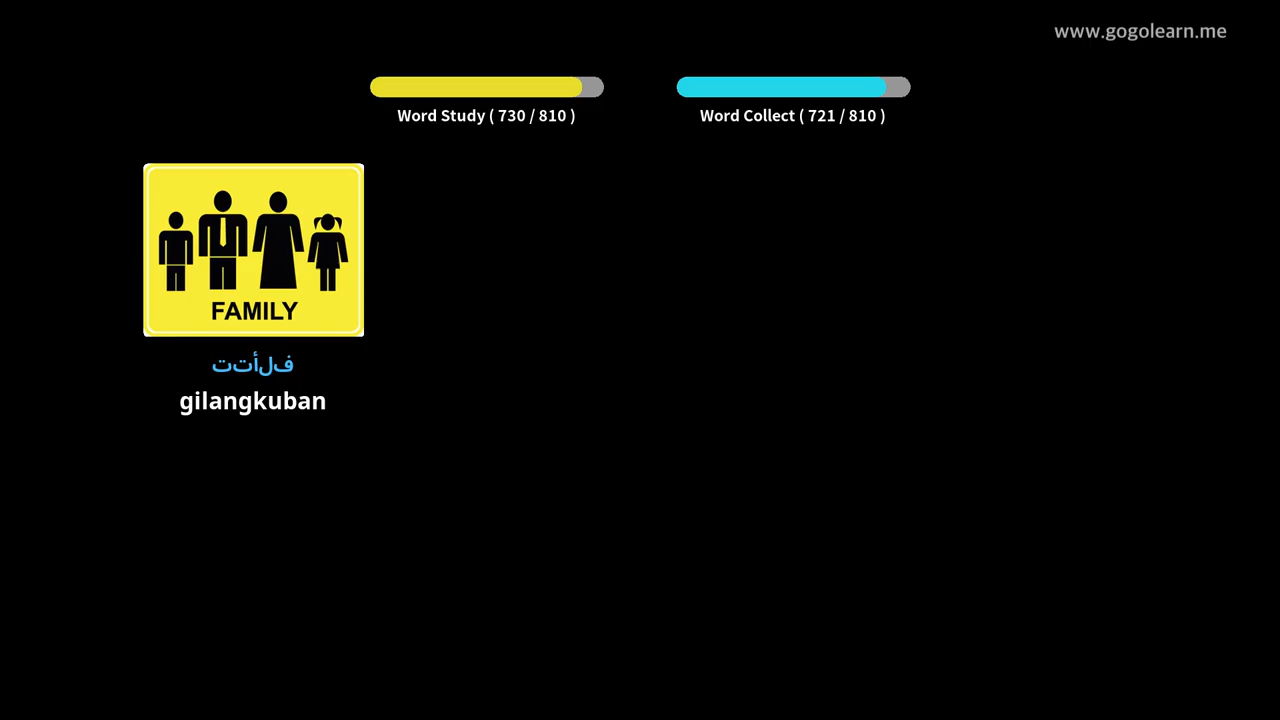 www.gogolearn.me
Word Study ( 730 / 810 )
Word Collect ( 721 / 810 )
FAMILY
فلأتت
gilangkuban